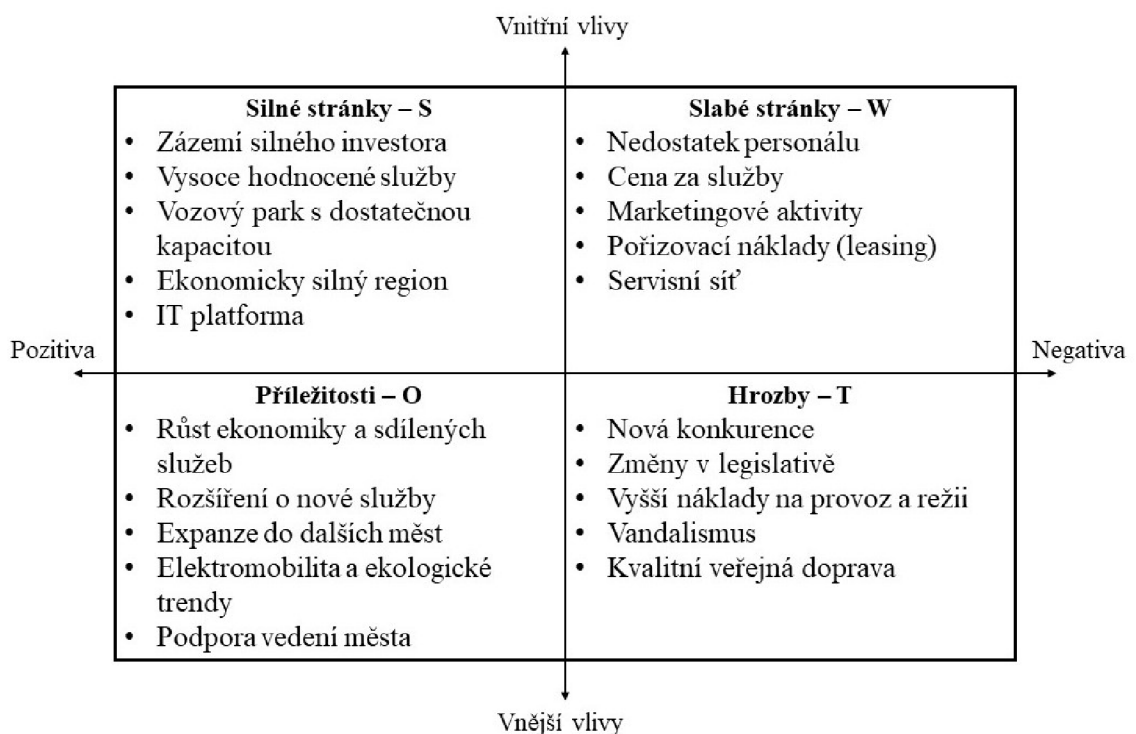 Vnitřní vlivy
Silné stránky – S
• Zázemí silného investora
• Vysoce hodnocené služby
• Vozový park s dostatečnou
kapacitou
• Ekonomicky silný region
• IT platforma
Slabé stránky – W
• Nedostatek personálu
• Cena za služby
• Marketingové aktivity
• Pořizovací náklady (leasing)
• Servisní síť
Pozitiva
Negativa
Příležitosti – O
• Růst ekonomiky a sdílených
služeb
• Rozšíření o nové služby
• Expanze do dalších měst
• Elektromobilita a ekologické
trendy
• Podpora vedení města
Hrozby – T
• Nová konkurence
• Změny v legislativě
• Vyšší náklady na provoz a režii
• Vandalismus
• Kvalitní veřejná doprava
Vnější vlivy